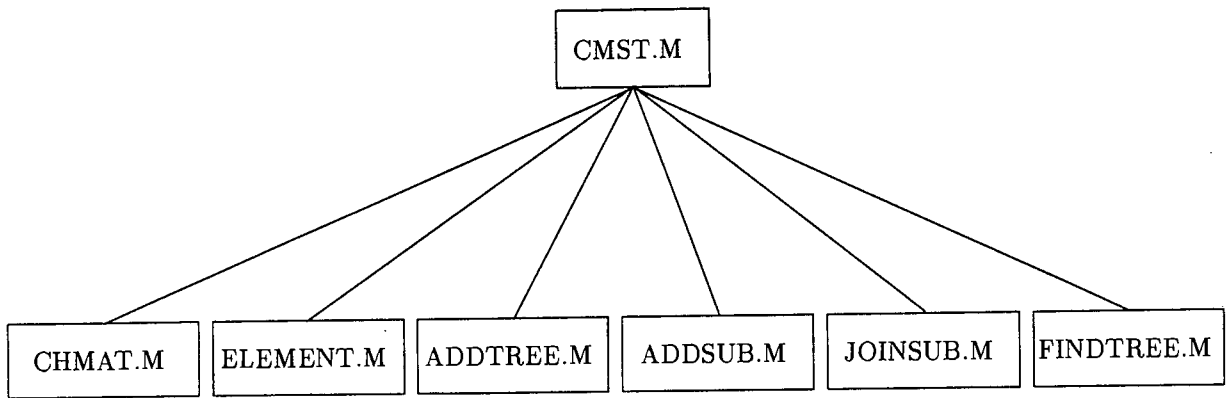 CMST.M
CHMAT.M
ELEMENT.M
ADDTREE.M
ADDSUB.M
JOINSUB.M
FINDTREE.M